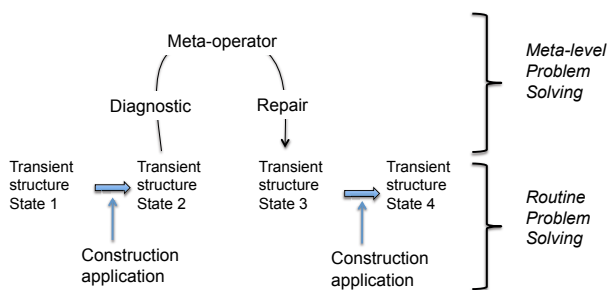 Meta-operator
Diagnostic
Repair
Meta-level
Problem
Solving
Transient
structure
State 1
Transient
structure
State 2
Transient
structure
State 3
Transient
structure
State 4
Routine
Problem
Solving
Construction
application
Construction
application